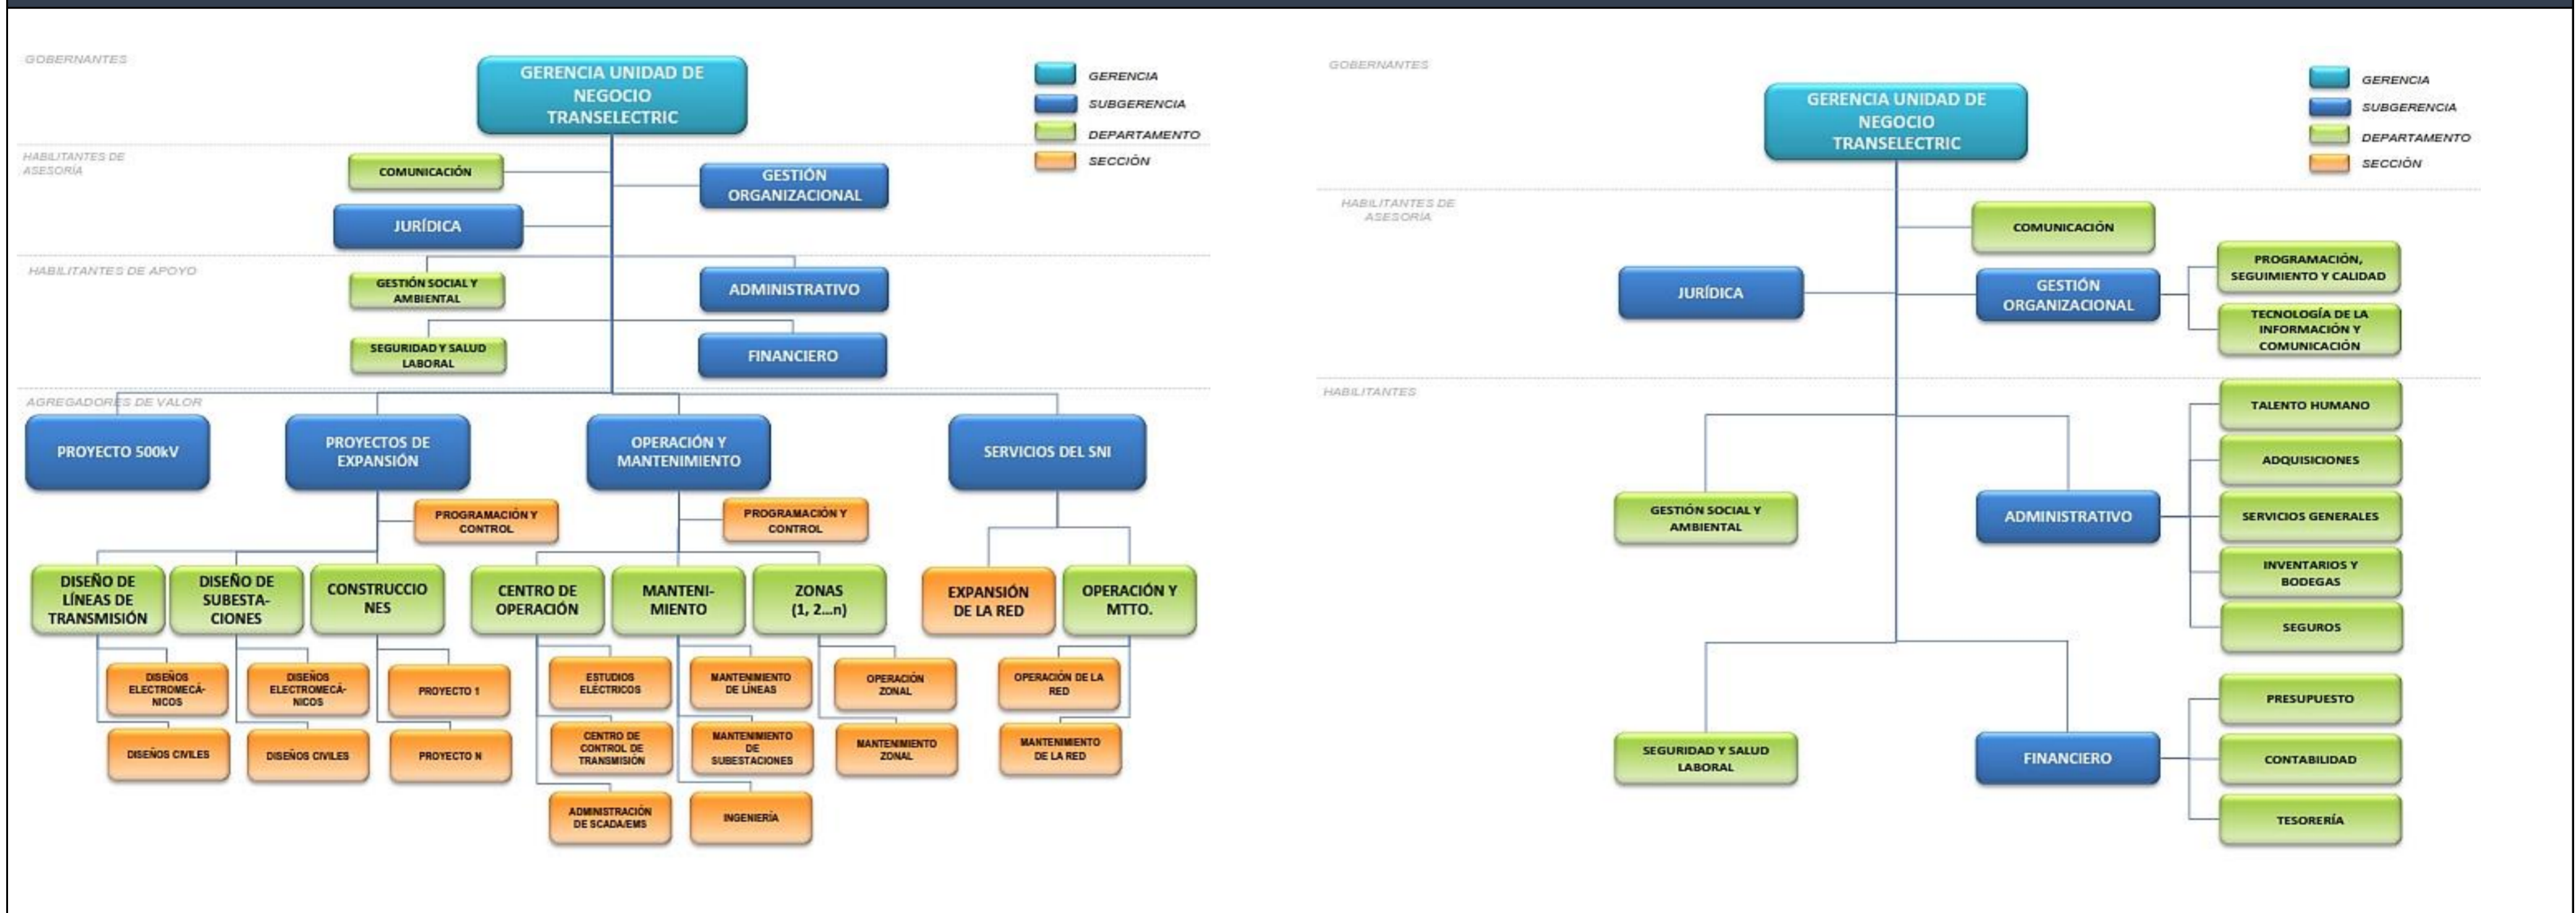 GOBERNANTES
GERENCIA UNIDAD DE
NEGOCIO
TRANSELECTRIC
GERENCIA
SUBGERENCIA
DEPARTAMENTO
SECCIÓN
HABILITANTES DE
ASESORÍA
COMUNICACIÓN
GESTIÓN
ORGANIZACIONAL
JURÍDICA
HABILITANTES DE APOYO
GESTIÓN SOCIAL Y
AMBIENTAL
ADMINISTRATIVO
SEGURIDAD Y SALUD
LABORAL
FINANCIERO
AGREGADORES DE VALOR
PROYECTO 500kV
PROYECTOS DE
EXPANSIÓN
OPERACIÓN Y
MANTENIMIENTO
SERVICIOS DEL SNI
PROGRAMACIÓN Y
CONTROL
PROGRAMACIÓN Y
CONTROL
DISEÑO DE
LÍNEAS DE
TRANSMISIÓN
DISEÑO DE
SUBESTA-
CIONES
CONSTRUCCIO
NES
CENTRO DE
OPERACIÓN
MANTENI-
MIENTO
ZONAS
(1, 2...n)
EXPANSIÓN
DE LA RED
OPERACIÓN Y
MTTO.
DISEÑOS
ELECTROMECÁ-
NICOS
DISEÑOS
ELECTROMECÁ-
NICOS
PROYECTO 1
ESTUDIOS
ELÉCTRICOS
MANTENIMIENTO
DE LÍNEAS
OPERACIÓN
ZONAL
OPERACIÓN DE LA
RED
DISEÑOS CIVILES
DISEÑOS CIVILES
PROYECTO N
CENTRO DE
CONTROL DE
TRANSMISIÓN
MANTENIMIENTO
DE
SUBESTACIONES
MANTENIMIENTO
ZONAL
MANTENIMIENTO
DE LA RED
ADMINISTRACIÓN
DE SCADA/EMS
INGENIERÍA
GOBERNANTES
GERENCIA UNIDAD DE
NEGOCIO
TRANSELECTRIC
GERENCIA
SUBGERENCIA
DEPARTAMENTO
SECCIÓN
HABILITANTES DE
ASESORÍA
COMUNICACIÓN
JURÍDICA
GESTIÓN
ORGANIZACIONAL
PROGRAMACIÓN,
SEGUIMIENTO Y CALIDAD
TECNOLOGÍA DE LA
INFORMACIÓN Y
COMUNICACIÓN
HABILITANTES
GESTIÓN SOCIAL Y
AMBIENTAL
ADMINISTRATIVO
TALENTO HUMANO
ADQUISICIONES
SERVICIOS GENERALES
INVENTARIOS Y
BODEGAS
SEGUROS
SEGURIDAD Y SALUD
LABORAL
FINANCIERO
PRESUPUESTO
CONTABILIDAD
TESORERÍA